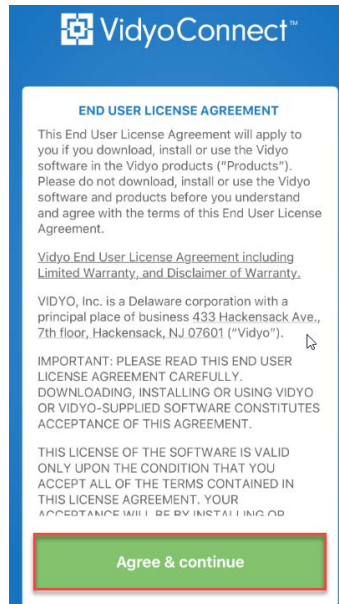 VidyoConnect™
END USER LICENSE AGREEMENT
This End User License Agreement will apply to
you if you download, install or use the Vidyo
software in the Vidyo products (“Products”).
Please do not download, install or use the Vidyo
software and products before you understand
and agree with the terms of this End User License
Agreement.
Vidyo End User License Agreement including
Limited Warranty, and Disclaimer of Warranty.
VIDYO, Inc. is a Delaware corporation with a
principal place of business 433 Hackensack Ave.,
7th floor, Hackensack, NJ 07601 (“Vidyo”).
IMPORTANT: PLEASE READ THIS END USER
LICENSE AGREEMENT CAREFULLY.
DOWNLOADING, INSTALLING OR USING VIDYO
OR VIDYO-SUPPLIED SOFTWARE CONSTITUTES
ACCEPTANCE OF THIS AGREEMENT.
THIS LICENSE OF THE SOFTWARE IS VALID
ONLY UPON THE CONDITION THAT YOU
ACCEPT ALL OF THE TERMS CONTAINED IN
THIS LICENSE AGREEMENT. YOUR
ACCEPTANCE WILL BE BY INSTALLING OR
Agree & continue